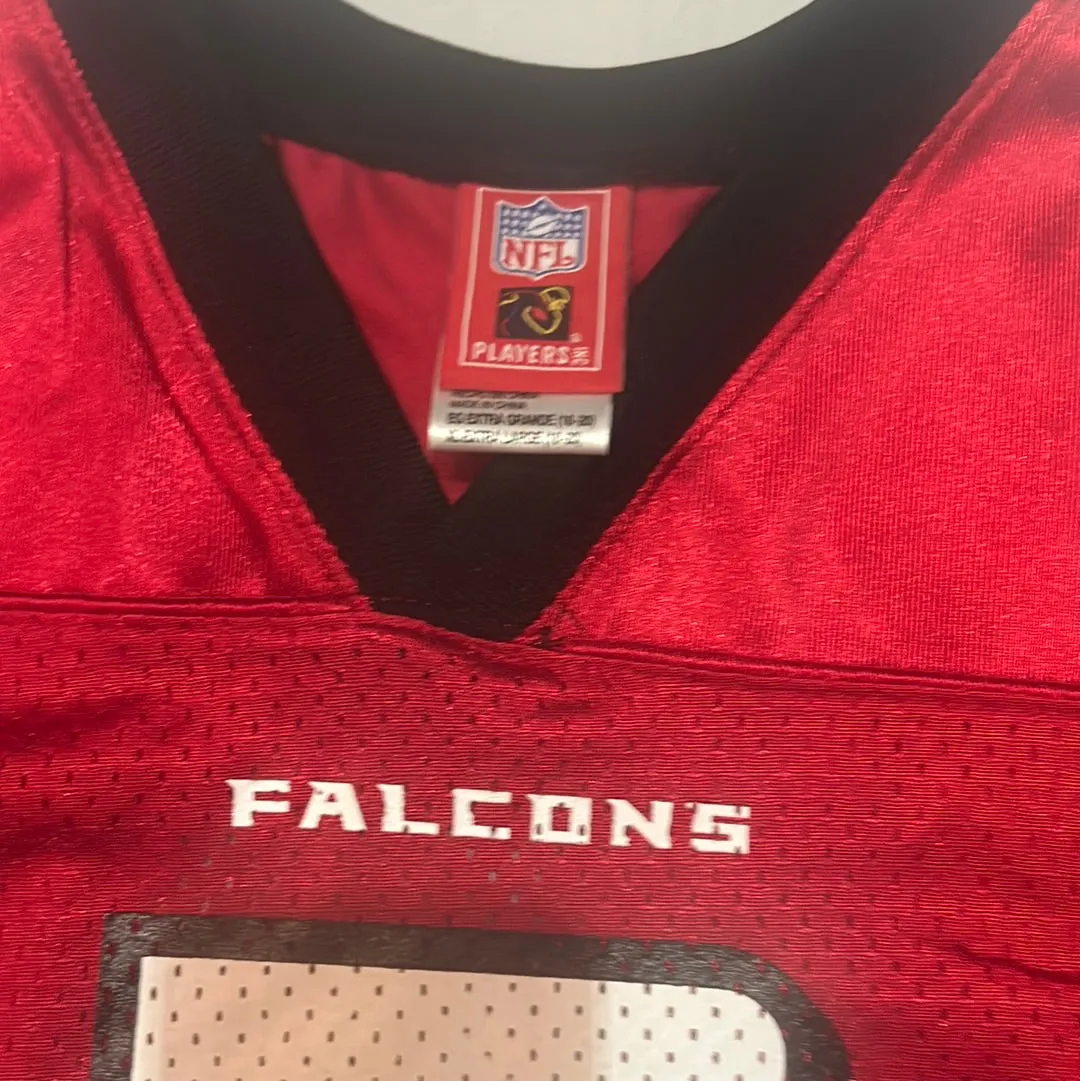 NFL
PLAYERS INC
MADE IN CHINA
EG EXTRA GRANDE (18-20)
XL EXTRA LARGE (18-20)
FALCONS